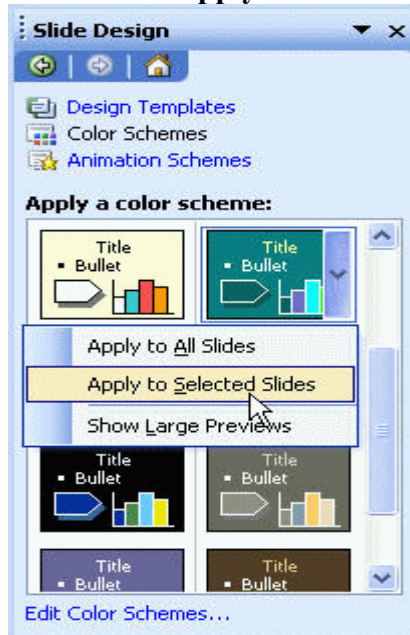 pply
Slide Design
Design Templates
Color Schemes
Animation Schemes
Apply a color scheme:
Title Title
▪ Bullet ▪ Bullet
Apply to All Slides
Apply to Selected Slides
Show Large Previews
Title Title
▪ Bullet ▪ Bullet
Title Title
▪ Bullet ▪ Bullet
Edit Color Schemes...